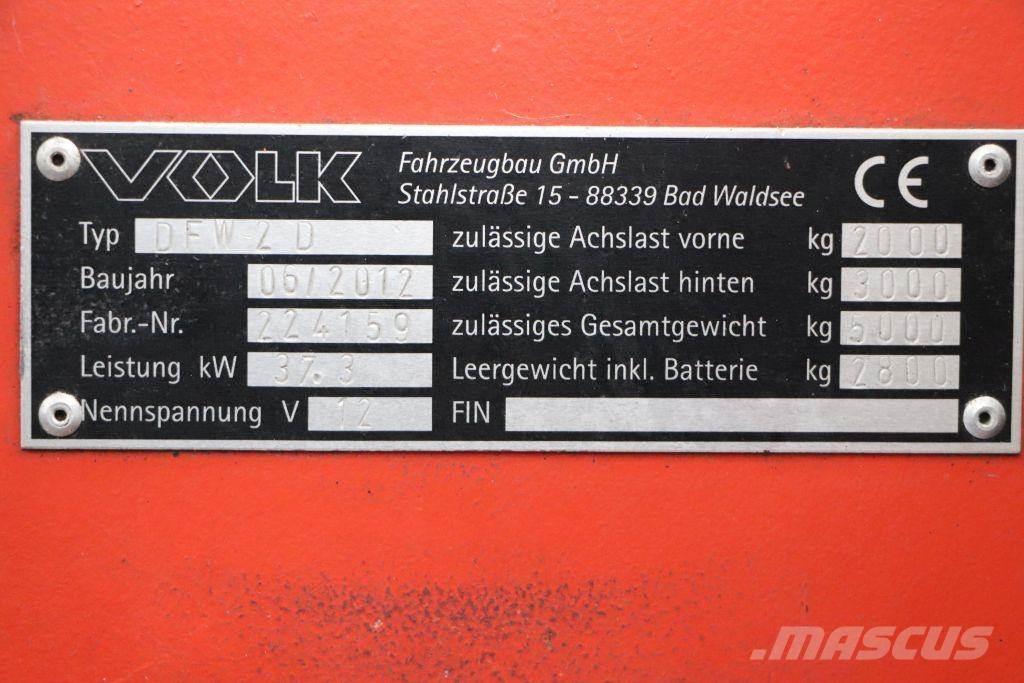 VOLK Fahrzeugbau GmbH CE
Stahlstraße 15 - 88339 Bad Waldsee
Typ DFW 2 D zulässige Achslast vorne kg 2000
Baujahr 06/2012 zulässige Achslast hinten kg 3000
Fabr.-Nr. 224159 zulässiges Gesamtgewicht kg 5000
Leistung kW 37.3 Leergewicht inkl. Batterie kg 2800
Nennspannung V 12 FIN
.MASCUS